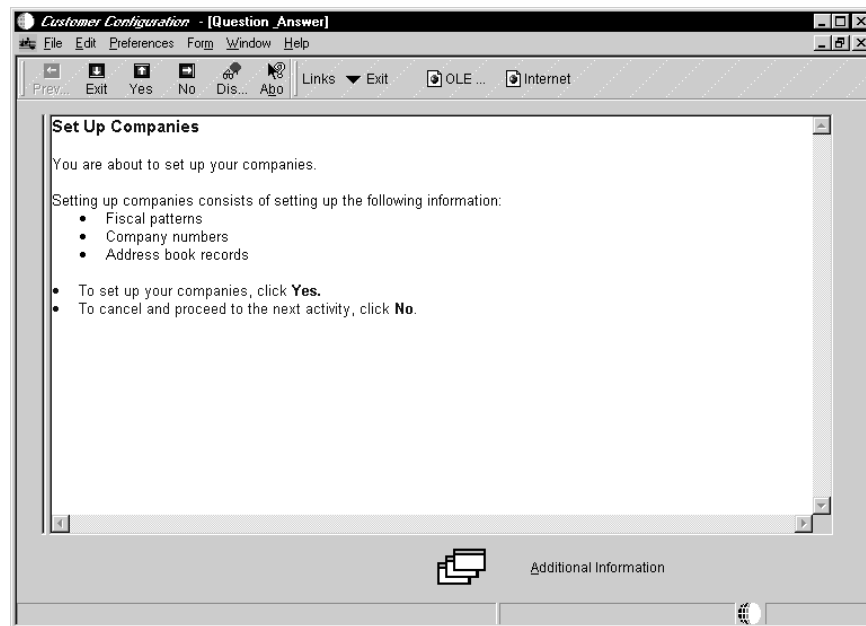 Customer Configuration - [Question_Answer]
File Edit Preferences Form Window Help
Prev... Exit Yes No Dis... Abo Links Exit OLE ... Internet
Set Up Companies
You are about to set up your companies.
Setting up companies consists of setting up the following information:
• Fiscal patterns
• Company numbers
• Address book records
• To set up your companies, click Yes.
• To cancel and proceed to the next activity, click No.
Additional Information